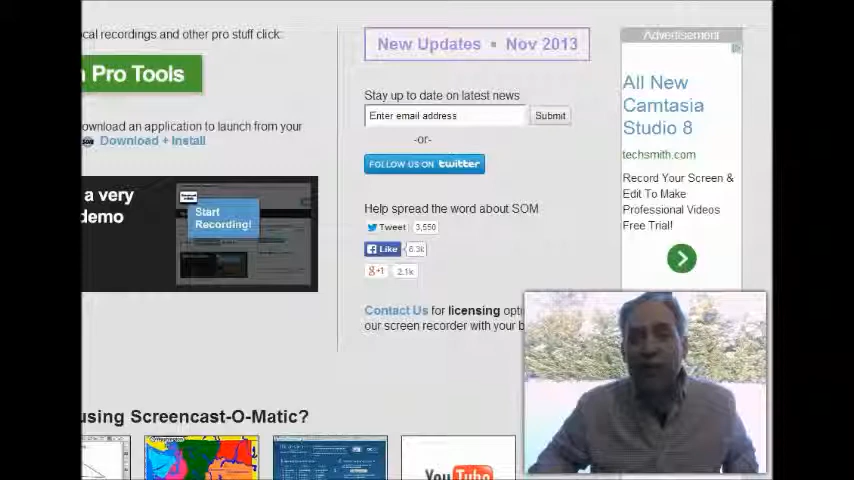 cal recordings and other pro stuff click:
Pro Tools
ownload an application to launch from your
Download + Install
a very
demo
Start
Recording!
New Updates ▪ Nov 2013
Stay up to date on latest news
Enter email address
Submit
-or-
FOLLOW US ON twitter
Help spread the word about SOM
Tweet 3,550
Like 6.3k
g+1 2.1k
Contact Us for licensing opti
our screen recorder with your b
Advertisement
All New
Camtasia
Studio 8
techsmith.com
Record Your Screen &
Edit To Make
Professional Videos
Free Trial!
using Screencast-O-Matic?
YouTube